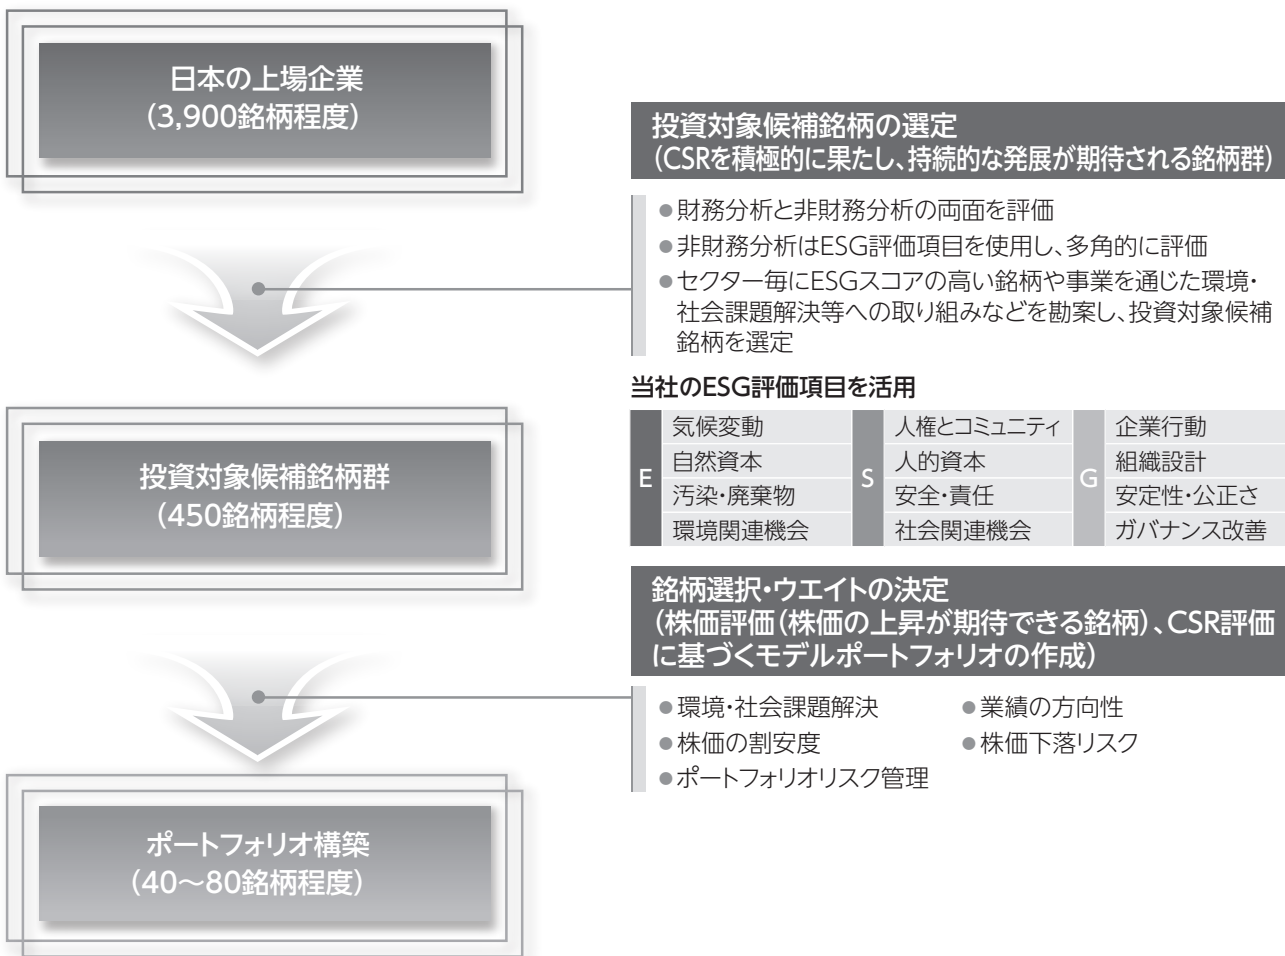 日本の上場企業
（3,900銘柄程度）
投資対象候補銘柄の選定
（CSRを積極的に果たし、持続的な発展が期待される銘柄群）
●財務分析と非財務分析の両面を評価
●非財務分析はESG評価項目を使用し、多角的に評価
●セクター毎にESGスコアの高い銘柄や事業を通じた環境・
社会課題解決等への取り組みなどを勘案し、投資対象候補
銘柄を選定
当社のESG評価項目を活用
E
気候変動
自然資本
汚染・廃棄物
環境関連機会
S
人権とコミュニティ
人的資本
安全・責任
社会関連機会
G
企業行動
組織設計
安定性・公正さ
ガバナンス改善
投資対象候補銘柄群
（450銘柄程度）
銘柄選択・ウエイトの決定
（株価評価（株価の上昇が期待できる銘柄）、CSR評価
に基づくモデルポートフォリオの作成）
●環境・社会課題解決
●業績の方向性
●株価の割安度
●株価下落リスク
●ポートフォリオリスク管理
ポートフォリオ構築
（40～80銘柄程度）